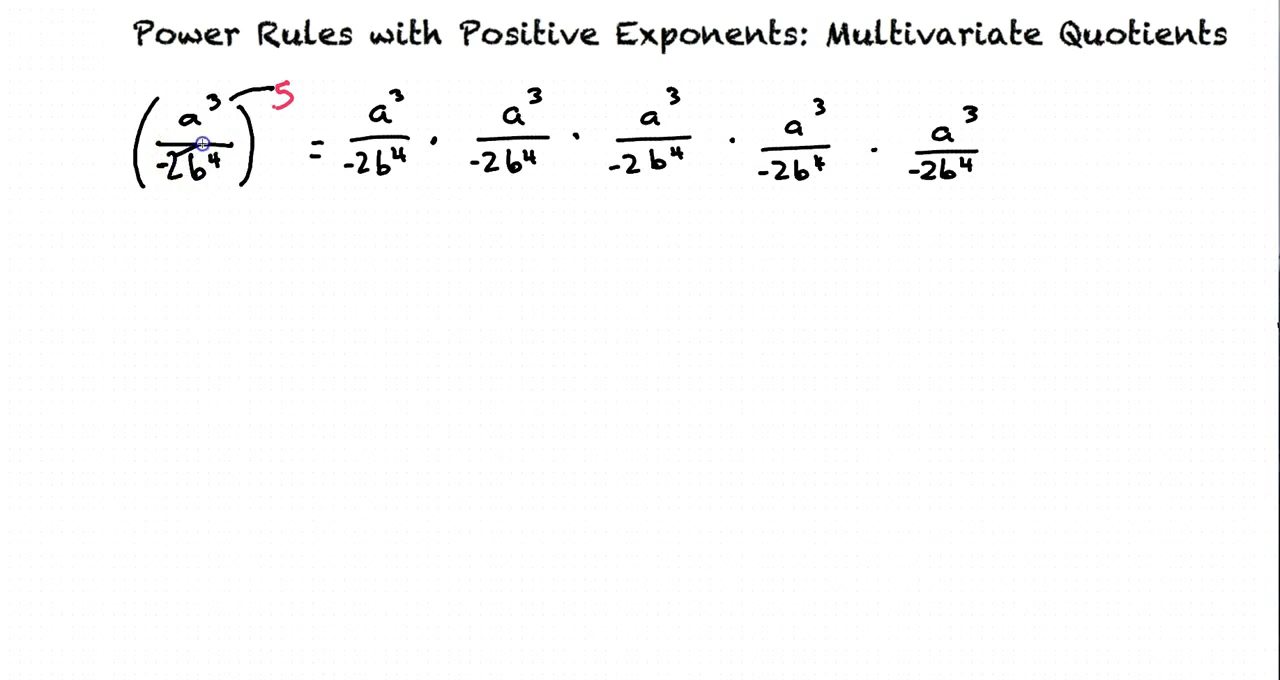 Power Rules with Positive Exponents: Multivariate Quotients
(a^3 / -2b^4)^5 = a^3 / -2b^4 · a^3 / -2b^4 · a^3 / -2b^4 · a^3 / -2b^4 · a^3 / -2b^4